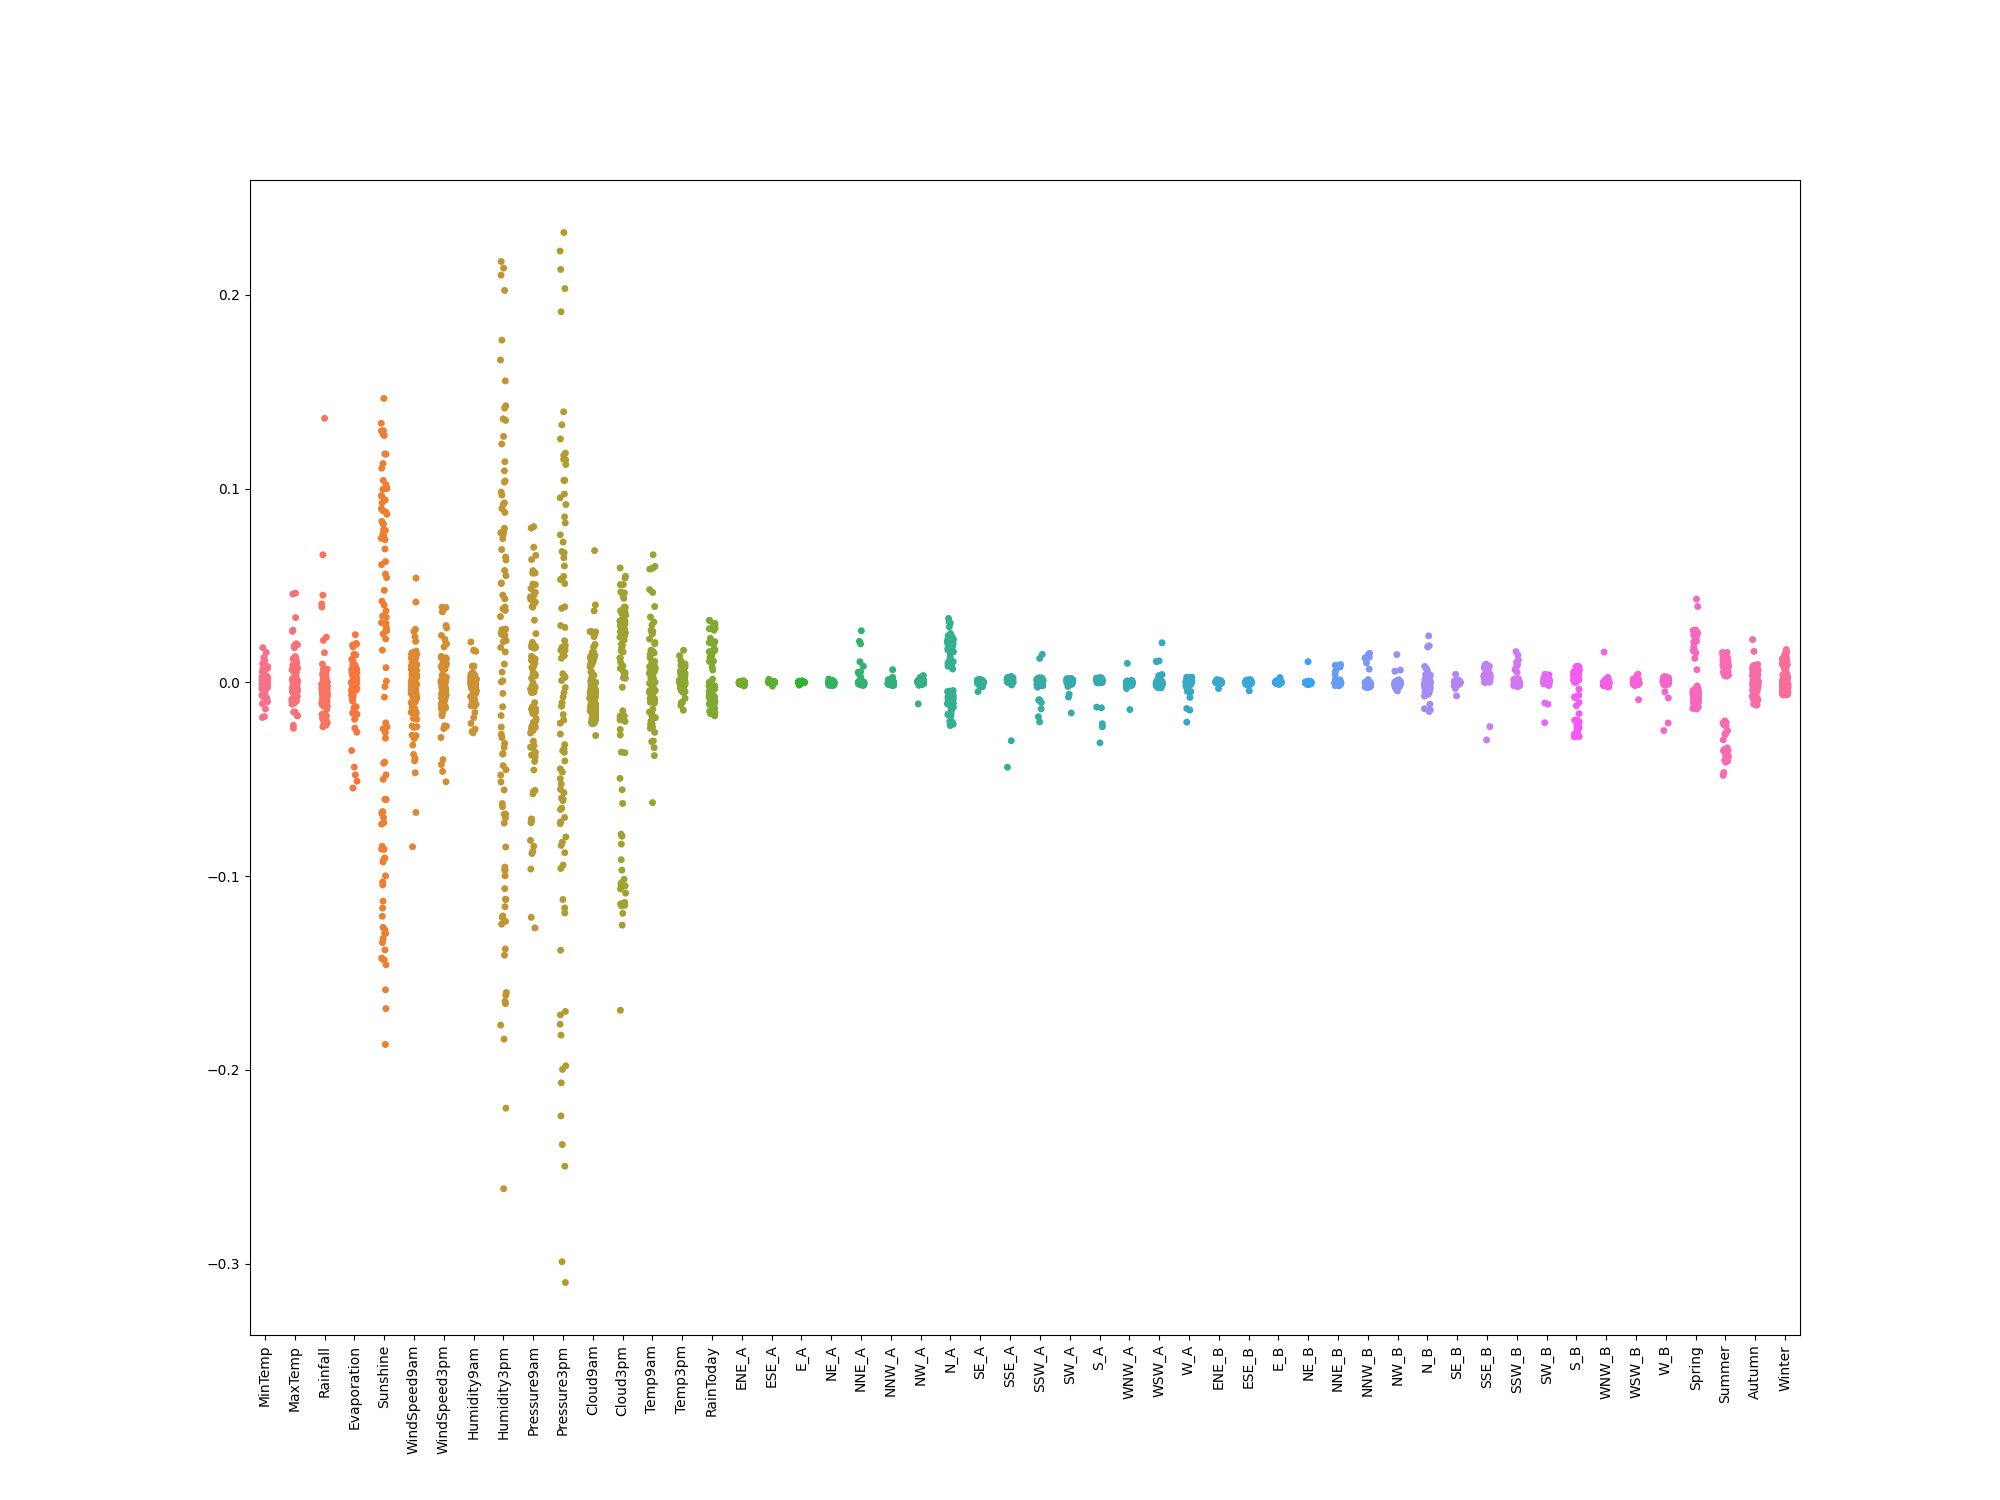 0.2
0.1
0.0
−0.1
−0.2
−0.3
MinTemp
MaxTemp
Rainfall
Evaporation
Sunshine
WindSpeed9am
WindSpeed3pm
Humidity9am
Humidity3pm
Pressure9am
Pressure3pm
Cloud9am
Cloud3pm
Temp9am
Temp3pm
RainToday
ENE_A
ESE_A
E_A
NE_A
NNE_A
NNW_A
NW_A
N_A
SE_A
SSE_A
SSW_A
SW_A
S_A
WNW_A
WSW_A
W_A
ENE_B
ESE_B
E_B
NE_B
NNE_B
NNW_B
NW_B
N_B
SE_B
SSE_B
SSW_B
SW_B
S_B
WNW_B
WSW_B
W_B
Spring
Summer
Autumn
Winter